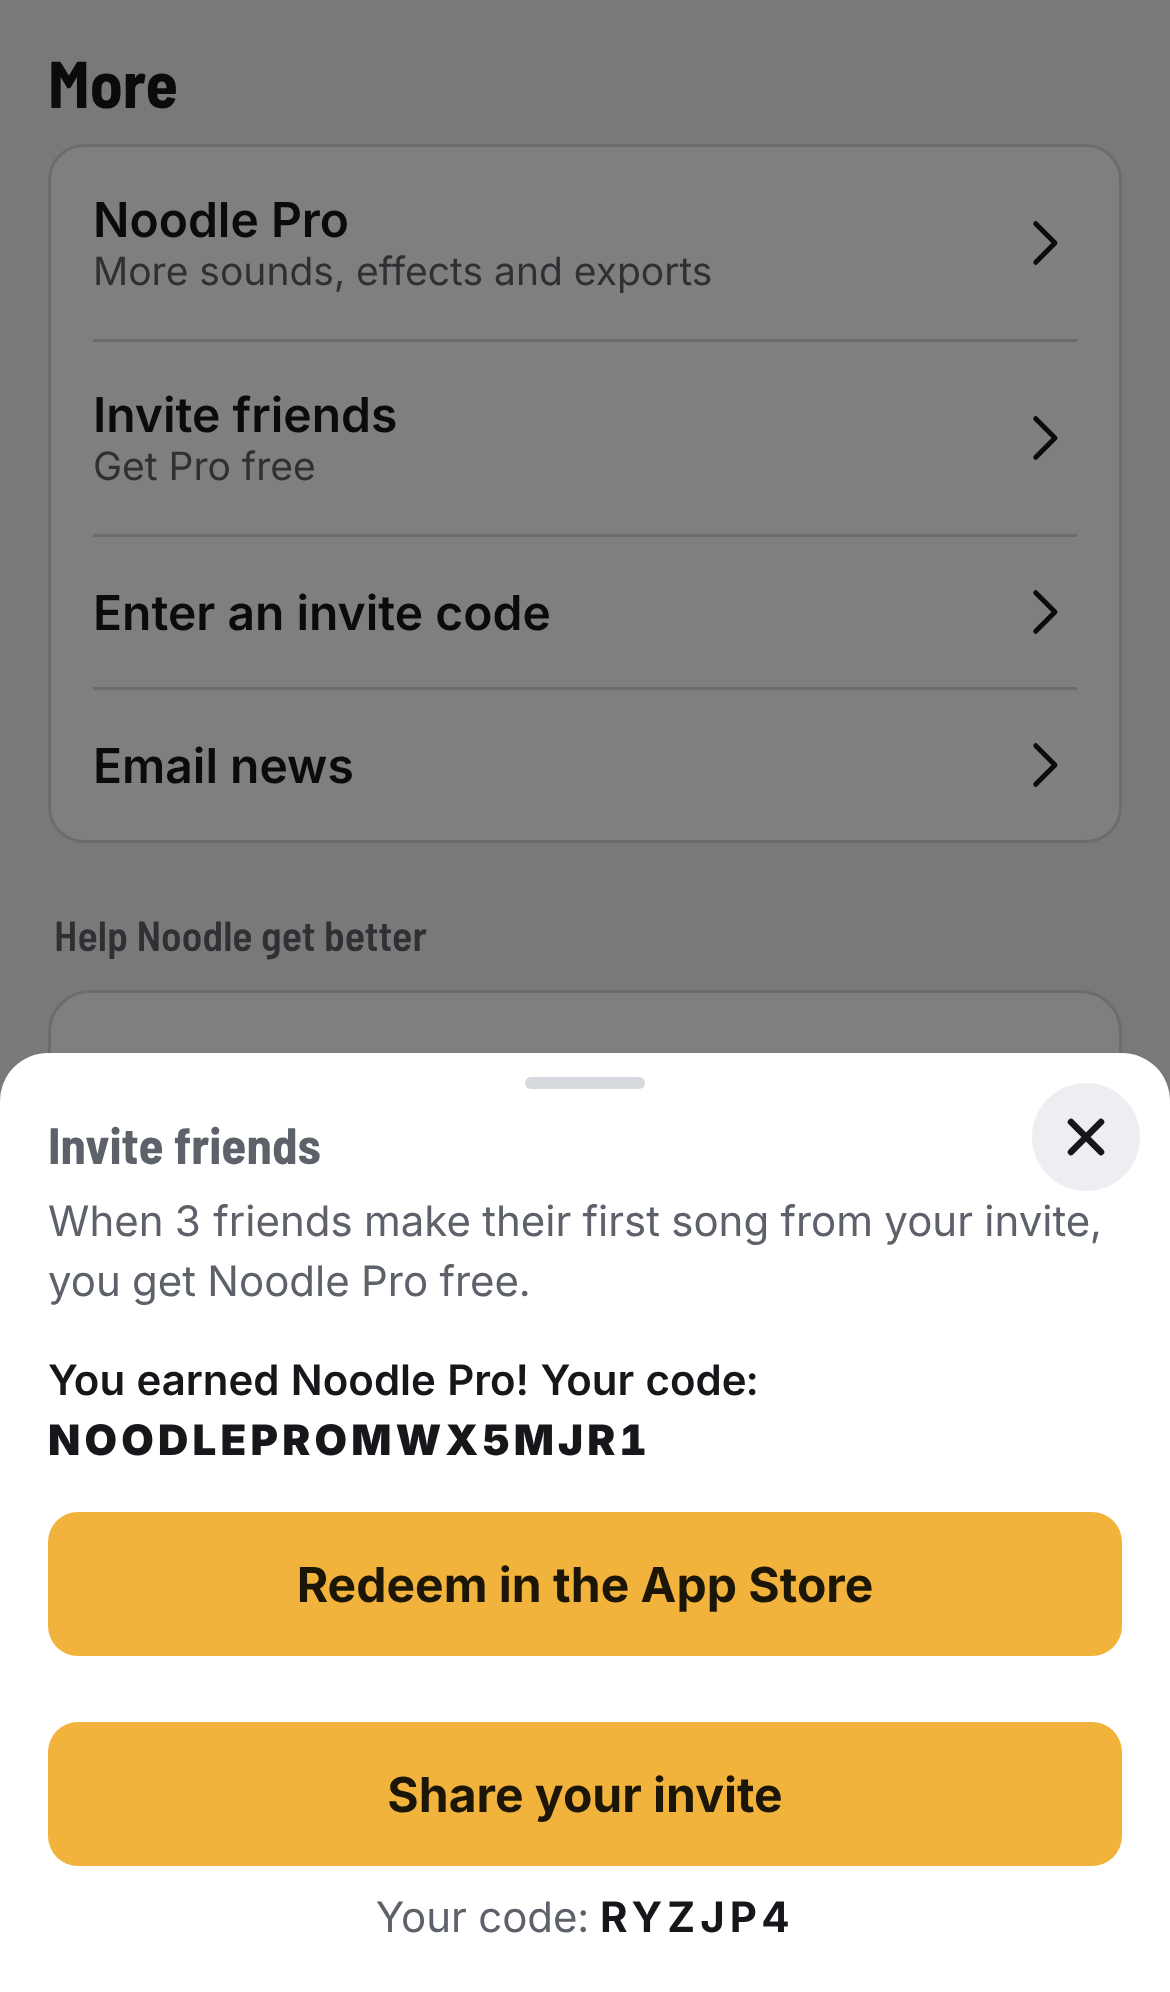 More
Noodle Pro
More sounds, effects and exports
Invite friends
Get Pro free
Enter an invite code
Email news
Help Noodle get better
Invite friends
When 3 friends make their first song from your invite,
you get Noodle Pro free.
You earned Noodle Pro! Your code:
NOODLEPROMWX5MJR1
Redeem in the App Store
Share your invite
Your code: RYZJP4